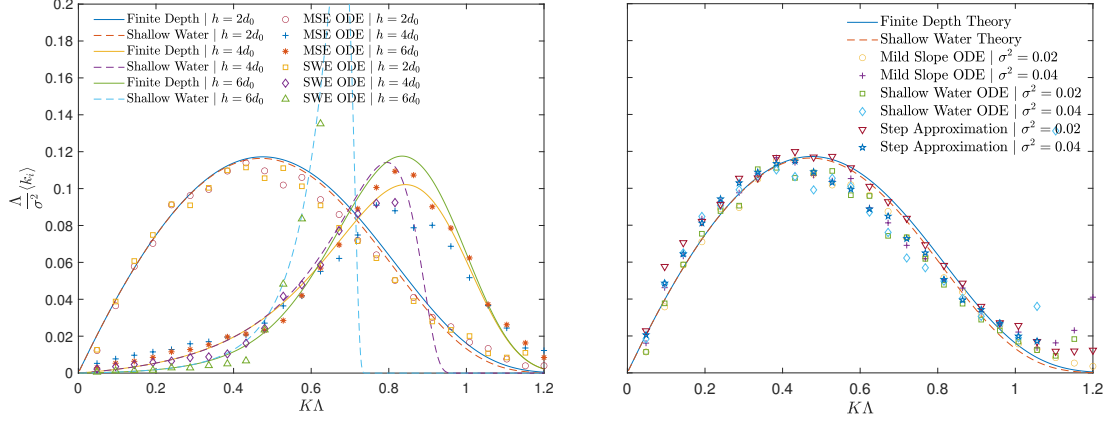 0.2
0.18
0.16
0.14
0.12
0.1
0.08
0.06
0.04
0.02
0
Λ/σ² ⟨k_i⟩
Finite Depth | h = 2d₀
Shallow Water | h = 2d₀
Finite Depth | h = 4d₀
Shallow Water | h = 4d₀
Finite Depth | h = 6d₀
Shallow Water | h = 6d₀
MSE ODE | h = 2d₀
MSE ODE | h = 4d₀
MSE ODE | h = 6d₀
SWE ODE | h = 2d₀
SWE ODE | h = 4d₀
SWE ODE | h = 6d₀
0 0.2 0.4 0.6 0.8 1 1.2
KΛ
Finite Depth Theory
Shallow Water Theory
Mild Slope ODE | σ² = 0.02
Mild Slope ODE | σ² = 0.04
Shallow Water ODE | σ² = 0.02
Shallow Water ODE | σ² = 0.04
Step Approximation | σ² = 0.02
Step Approximation | σ² = 0.04
0 0.2 0.4 0.6 0.8 1 1.2
KΛ